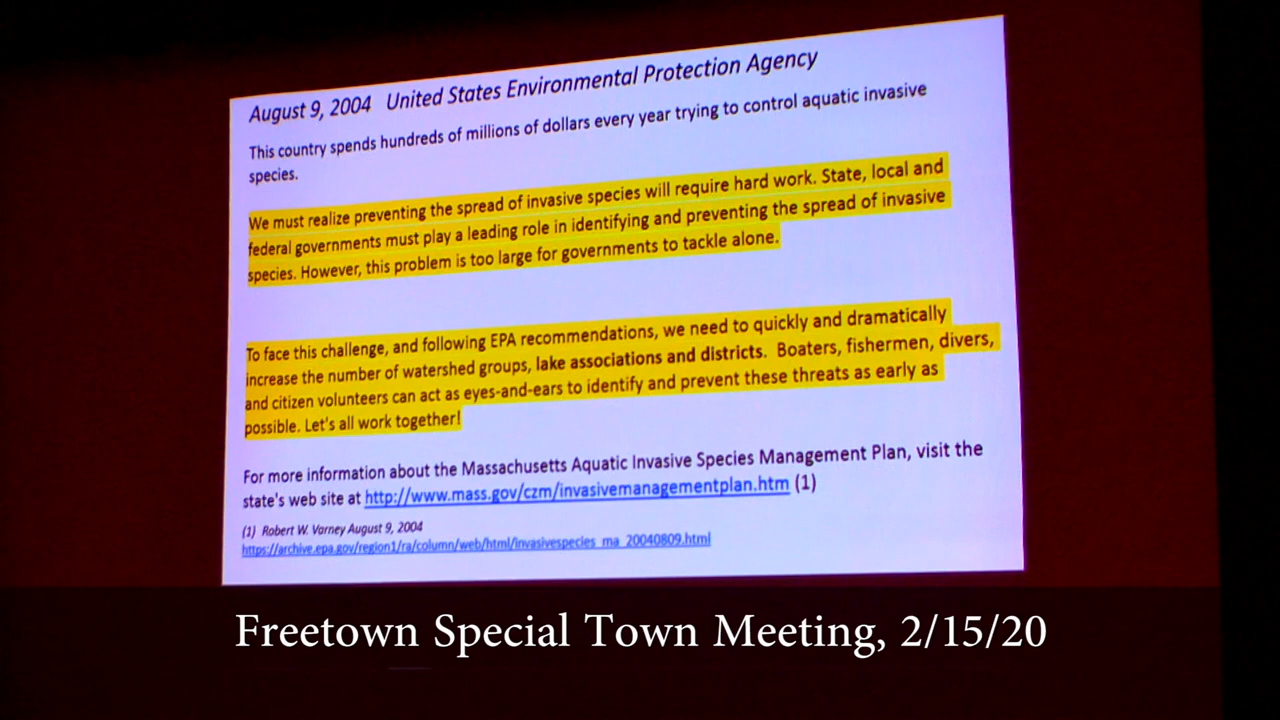 August 9, 2004 United States Environmental Protection Agency
This country spends hundreds of millions of dollars every year trying to control aquatic invasive
species.
We must realize preventing the spread of invasive species will require hard work. State, local and
federal governments must play a leading role in identifying and preventing the spread of invasive
species. However, this problem is too large for governments to tackle alone.
To face this challenge, and following EPA recommendations, we need to quickly and dramatically
increase the number of watershed groups, lake associations and districts. Boaters, fishermen, divers,
and citizen volunteers can act as eyes-and-ears to identify and prevent these threats as early as
possible. Let's all work together!
For more information about the Massachusetts Aquatic Invasive Species Management Plan, visit the
state's web site at http://www.mass.gov/czm/invasivemanagementplan.htm (1)
(1) Robert W. Varney August 9, 2004
https://archive.epa.gov/region1/ra/column/web/html/invasivespecies_ma_20040809.html
Freetown Special Town Meeting, 2/15/20